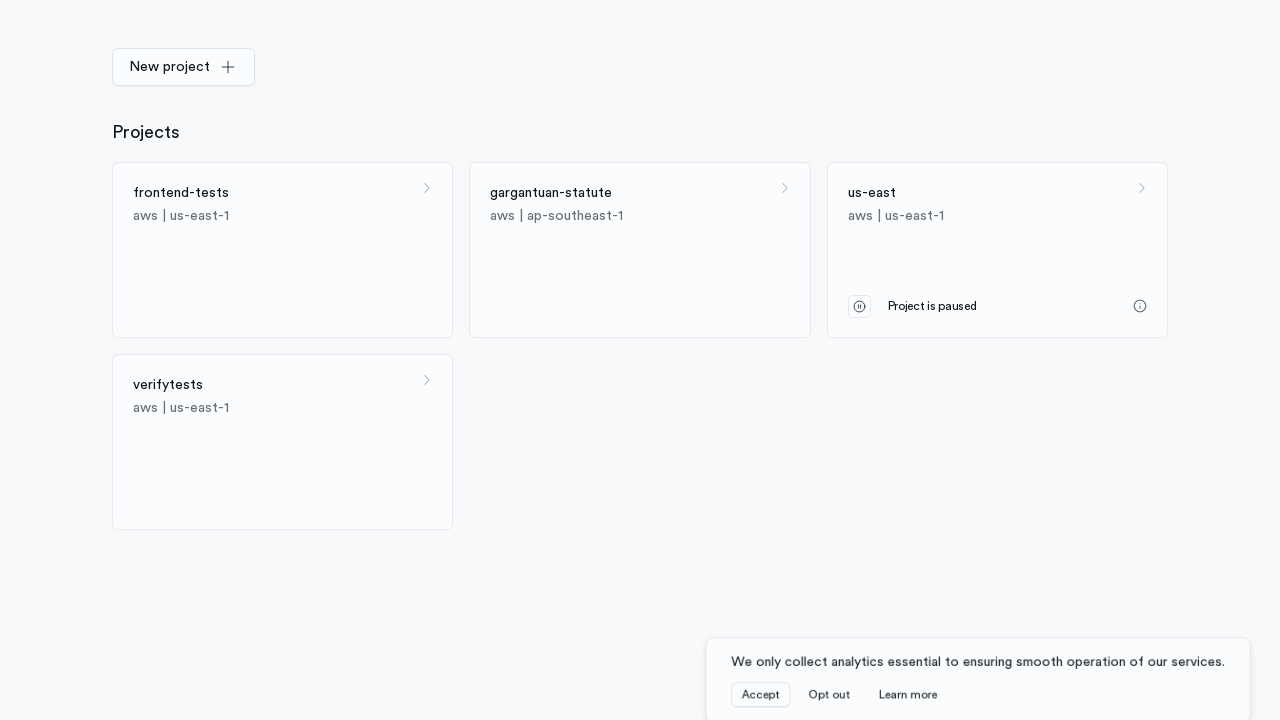 New project
Projects
frontend-tests
aws | us-east-1
gargantuan-statute
aws | ap-southeast-1
us-east
aws | us-east-1
Project is paused
verifytests
aws | us-east-1
We only collect analytics essential to ensuring smooth operation of our services.
Accept Opt out Learn more